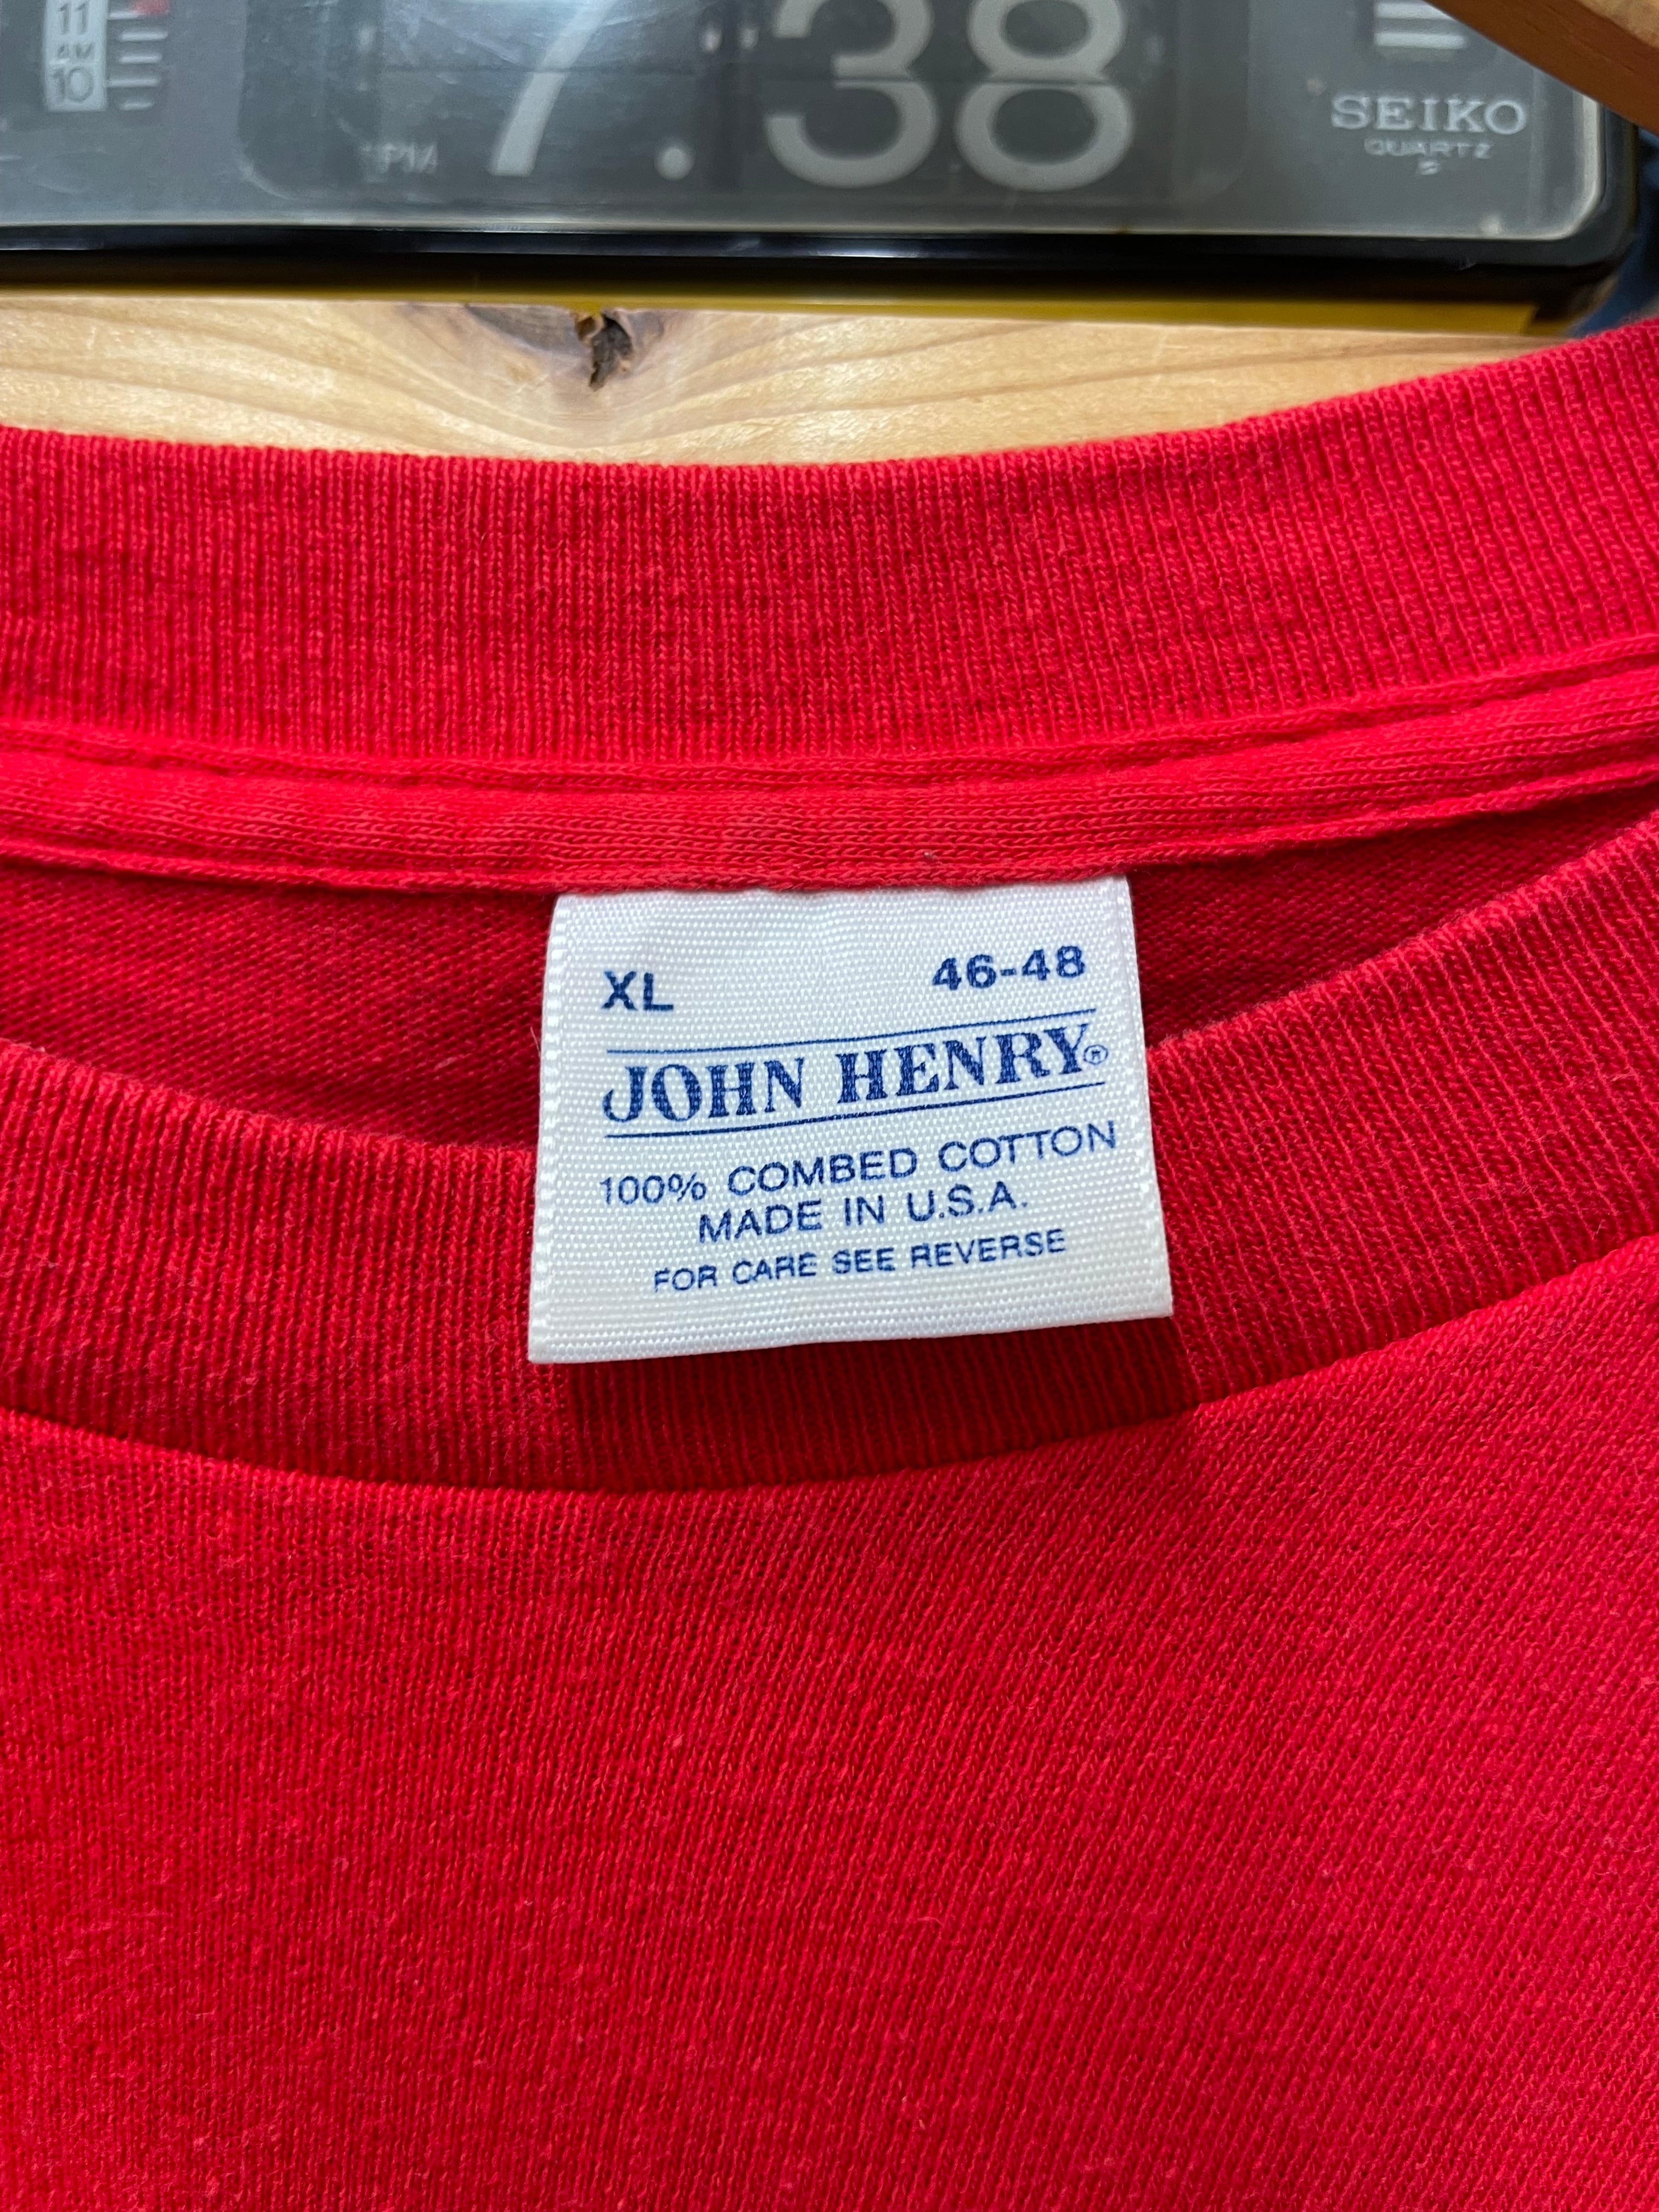 11
AM
10
PM 7.38
SEIKO
QUARTZ
XL 46-48
JOHN HENRY®
100% COMBED COTTON
MADE IN U.S.A.
FOR CARE SEE REVERSE